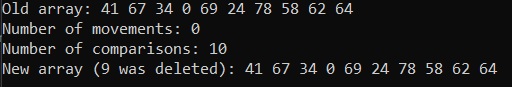 Old array: 41 67 34 0 69 24 78 58 62 64
Number of movements: 0
Number of comparisons: 10
New array (9 was deleted): 41 67 34 0 69 24 78 58 62 64